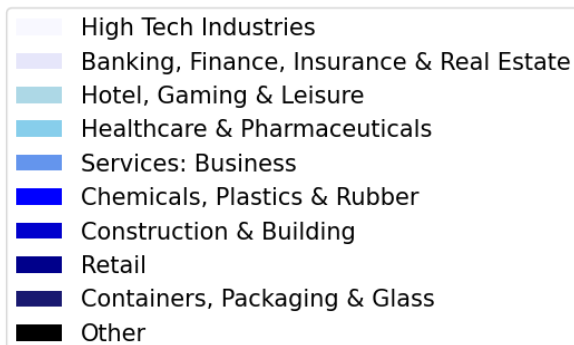 High Tech Industries
Banking, Finance, Insurance & Real Estate
Hotel, Gaming & Leisure
Healthcare & Pharmaceuticals
Services: Business
Chemicals, Plastics & Rubber
Construction & Building
Retail
Containers, Packaging & Glass
Other